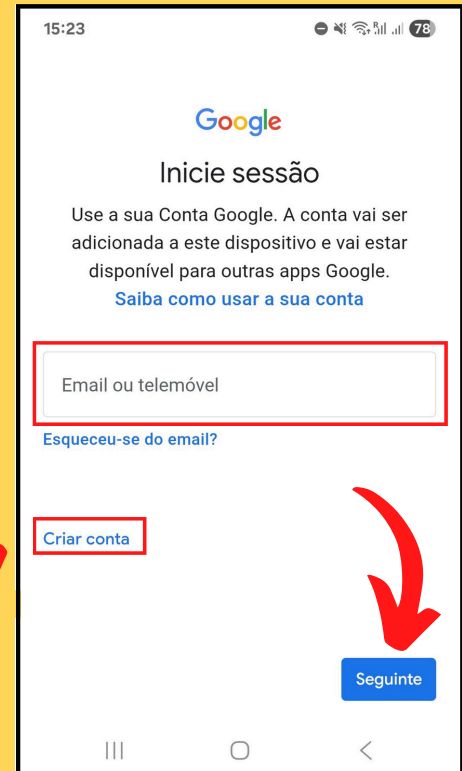 15:23
78
Google
Inicie sessão
Use a sua Conta Google. A conta vai ser
adicionada a este dispositivo e vai estar
disponível para outras apps Google.
Saiba como usar a sua conta
Email ou telemóvel
Esqueceu-se do email?
Criar conta
Seguinte